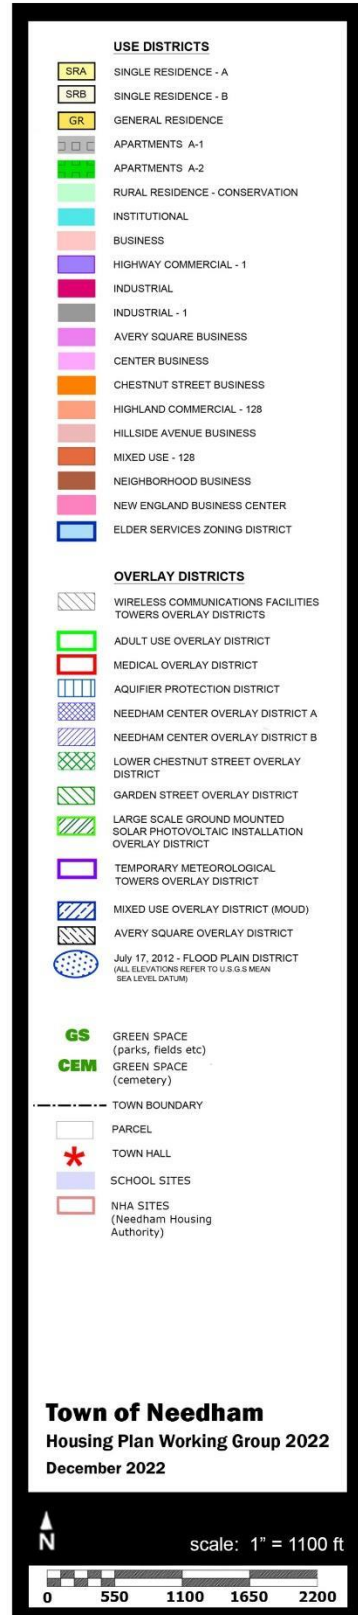 USE DISTRICTS
SRA SINGLE RESIDENCE - A
SRB SINGLE RESIDENCE - B
GR GENERAL RESIDENCE
APARTMENTS A-1
APARTMENTS A-2
RURAL RESIDENCE - CONSERVATION
INSTITUTIONAL
BUSINESS
HIGHWAY COMMERCIAL - 1
INDUSTRIAL
INDUSTRIAL - 1
AVERY SQUARE BUSINESS
CENTER BUSINESS
CHESTNUT STREET BUSINESS
HIGHLAND COMMERCIAL - 128
HILLSIDE AVENUE BUSINESS
MIXED USE - 128
NEIGHBORHOOD BUSINESS
NEW ENGLAND BUSINESS CENTER
ELDER SERVICES ZONING DISTRICT
OVERLAY DISTRICTS
WIRELESS COMMUNICATIONS FACILITIES
TOWERS OVERLAY DISTRICTS
ADULT USE OVERLAY DISTRICT
MEDICAL OVERLAY DISTRICT
AQUIFIER PROTECTION DISTRICT
NEEDHAM CENTER OVERLAY DISTRICT A
NEEDHAM CENTER OVERLAY DISTRICT B
LOWER CHESTNUT STREET OVERLAY
DISTRICT
GARDEN STREET OVERLAY DISTRICT
LARGE SCALE GROUND MOUNTED
SOLAR PHOTOVOLTAIC INSTALLATION
OVERLAY DISTRICT
TEMPORARY METEOROLOGICAL
TOWERS OVERLAY DISTRICT
MIXED USE OVERLAY DISTRICT (MOUD)
AVERY SQUARE OVERLAY DISTRICT
July 17, 2012 - FLOOD PLAIN DISTRICT
(ALL ELEVATIONS REFER TO U.S.G.S MEAN
SEA LEVEL DATUM)
GS GREEN SPACE
(parks, fields etc)
CEM GREEN SPACE
(cemetery)
TOWN BOUNDARY
PARCEL
TOWN HALL
SCHOOL SITES
NHA SITES
(Needham Housing
Authority)
Town of Needham
Housing Plan Working Group 2022
December 2022
N
scale: 1" = 1100 ft
0 550 1100 1650 2200